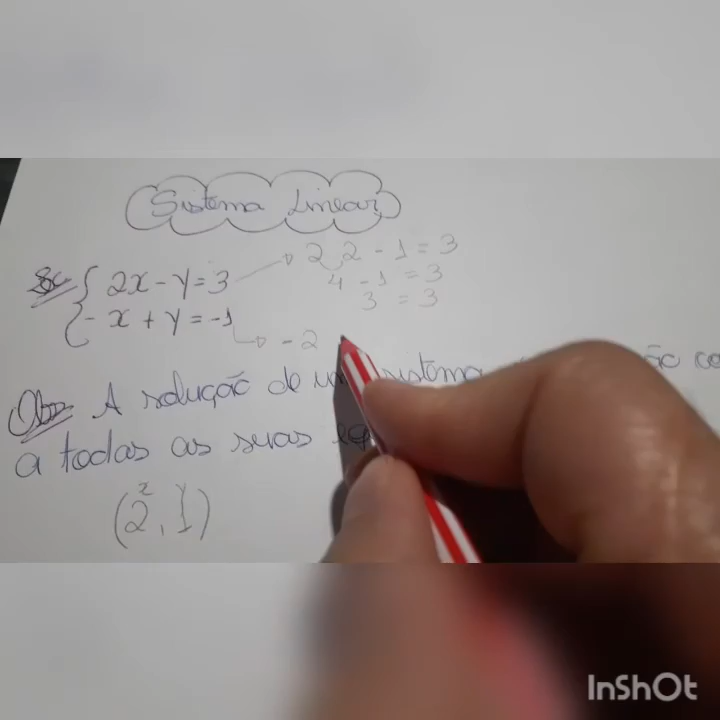 Sistema Linear
Ex { 2x - y = 3 → 2.2 - 1 = 3
4 - 1 = 3
3 = 3
- x + y = -1 → - 2
Obs A solução de um sistema
a todas as suas
(2, 1)
x y
InShOt